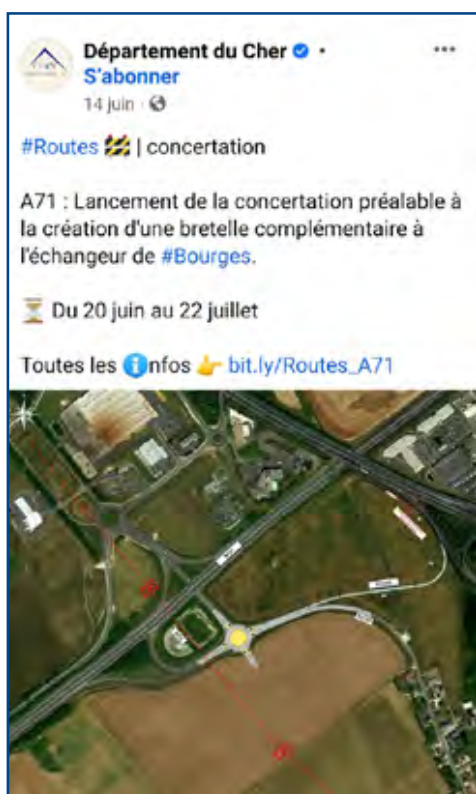 Département du Cher
S'abonner
14 juin
#Routes 🚧 | concertation
A71 : Lancement de la concertation préalable à
la création d'une bretelle complémentaire à
l'échangeur de #Bourges.
⏳ Du 20 juin au 22 juillet
Toutes les ℹ️nfos 👉 bit.ly/Routes_A71